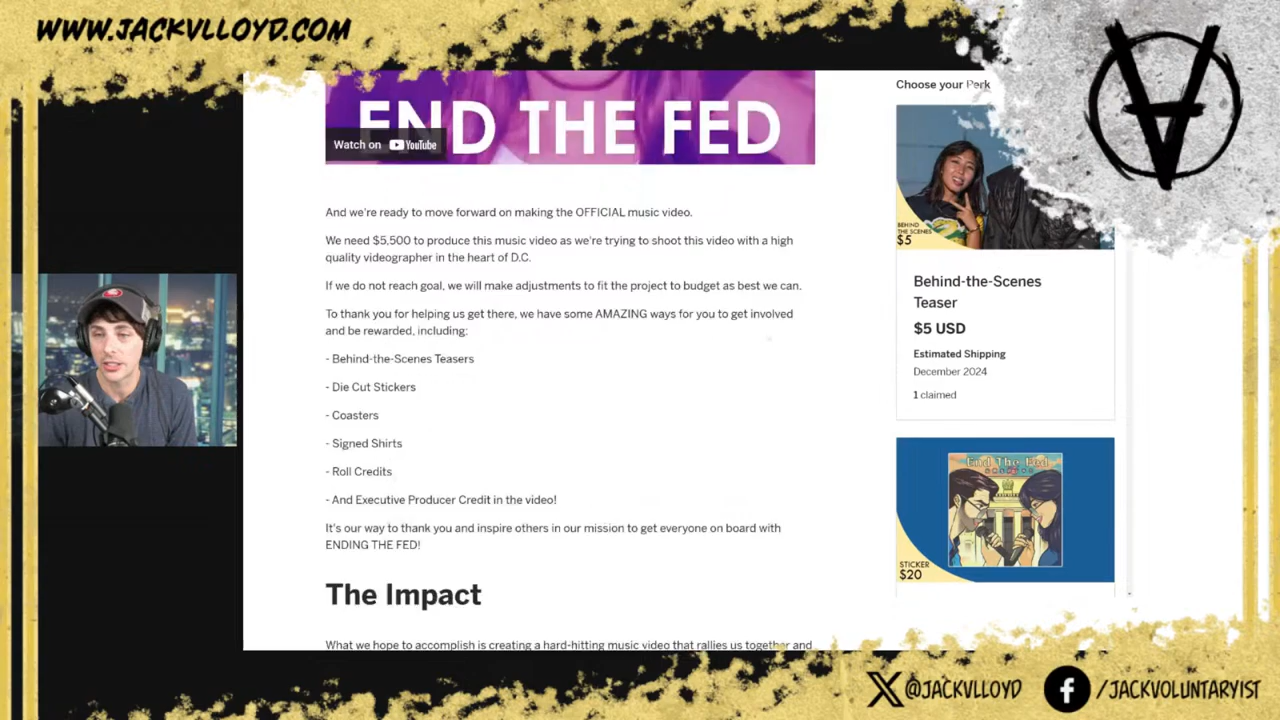 WWW.JACKVLLOYD.COM
END THE FED
Watch on YouTube
And we're ready to move forward on making the OFFICIAL music video.
We need $5,500 to produce this music video as we're trying to shoot this video with a high
quality videographer in the heart of D.C.
If we do not reach goal, we will make adjustments to fit the project to budget as best we can.
To thank you for helping us get there, we have some AMAZING ways for you to get involved
and be rewarded, including:
- Behind-the-Scenes Teasers
- Die Cut Stickers
- Coasters
- Signed Shirts
- Roll Credits
- And Executive Producer Credit in the video!
It's our way to thank you and inspire others in our mission to get everyone on board with
ENDING THE FED!
The Impact
What we hope to accomplish is creating a hard-hitting music video that rallies us together and
Choose your Perk
BEHIND
THE SCENES
$5
Behind-the-Scenes
Teaser
$5 USD
Estimated Shipping
December 2024
1 claimed
End The Fed
STICKER
$20
@JACKVLLOYD
/JACKVOLUNTARYIST